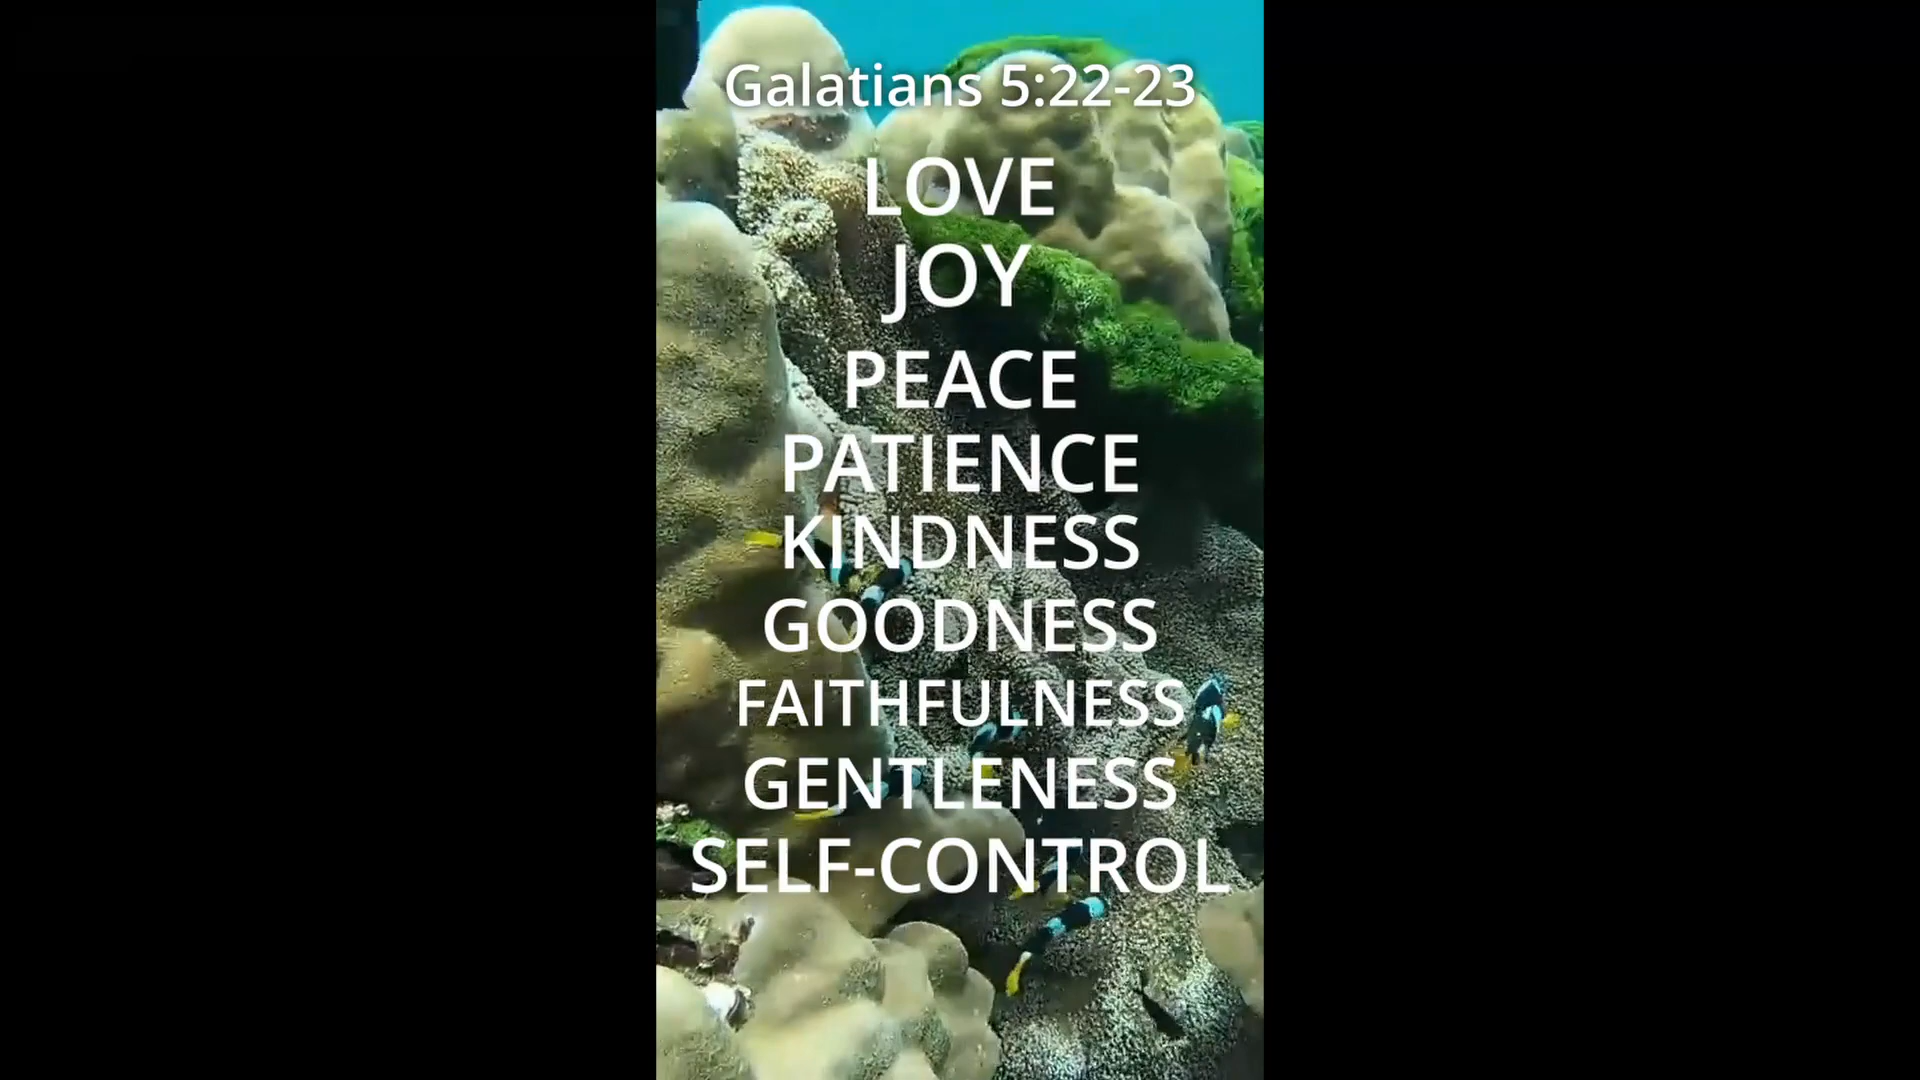 Galatians 5:22-23
LOVE
JOY
PEACE
PATIENCE
KINDNESS
GOODNESS
FAITHFULNESS
GENTLENESS
SELF-CONTROL